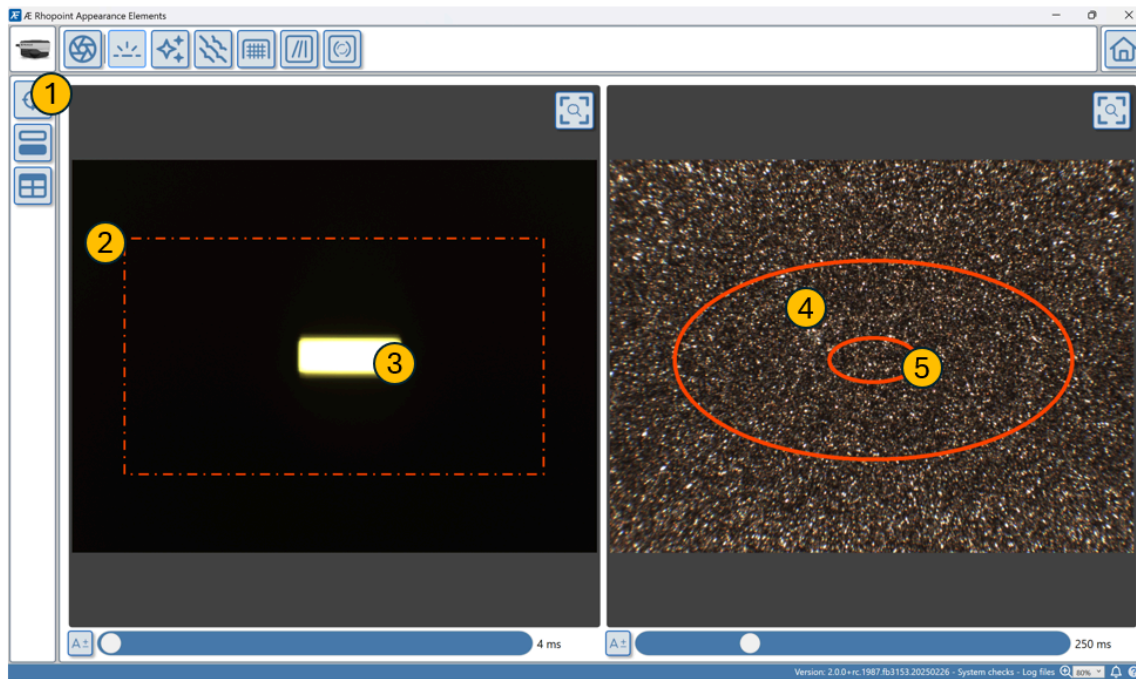 Æ Rhopoint Appearance Elements
1
2
3
4
5
A±
4 ms
A±
250 ms
Version: 2.0.0+rc.1987.fb3153.20250226 - System checks - Log files
80%